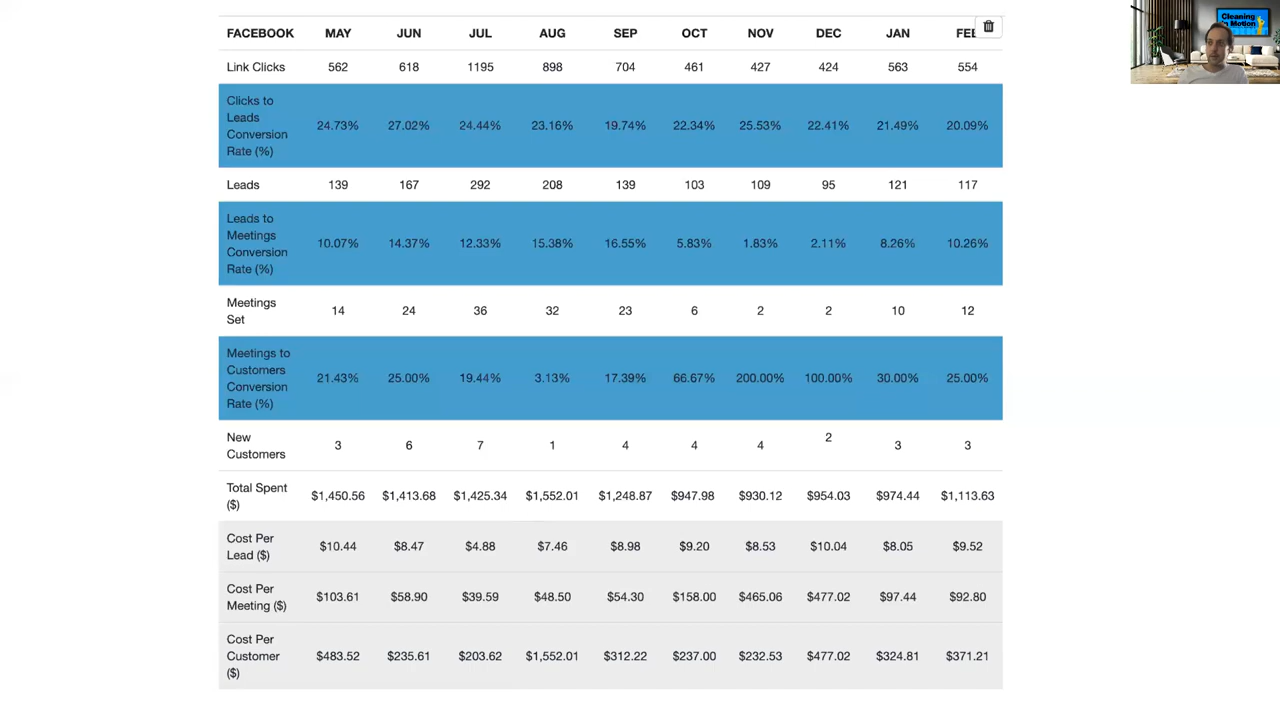 FACEBOOK MAY JUN JUL AUG SEP OCT NOV DEC JAN FEB
Link Clicks 562 618 1195 898 704 461 427 424 563 554
Clicks to
Leads
Conversion
Rate (%) 24.73% 27.02% 24.44% 23.16% 19.74% 22.34% 25.53% 22.41% 21.49% 20.09%
Leads 139 167 292 208 139 103 109 95 121 117
Leads to
Meetings
Conversion
Rate (%) 10.07% 14.37% 12.33% 15.38% 16.55% 5.83% 1.83% 2.11% 8.26% 10.26%
Meetings
Set 14 24 36 32 23 6 2 2 10 12
Meetings to
Customers
Conversion
Rate (%) 21.43% 25.00% 19.44% 3.13% 17.39% 66.67% 200.00% 100.00% 30.00% 25.00%
New
Customers 3 6 7 1 4 4 4 2 3 3
Total Spent
($) $1,450.56 $1,413.68 $1,425.34 $1,552.01 $1,248.87 $947.98 $930.12 $954.03 $974.44 $1,113.63
Cost Per
Lead ($) $10.44 $8.47 $4.88 $7.46 $8.98 $9.20 $8.53 $10.04 $8.05 $9.52
Cost Per
Meeting ($) $103.61 $58.90 $39.59 $48.50 $54.30 $158.00 $465.06 $477.02 $97.44 $92.80
Cost Per
Customer
($) $483.52 $235.61 $203.62 $1,552.01 $312.22 $237.00 $232.53 $477.02 $324.81 $371.21
Cleaning
in Motion